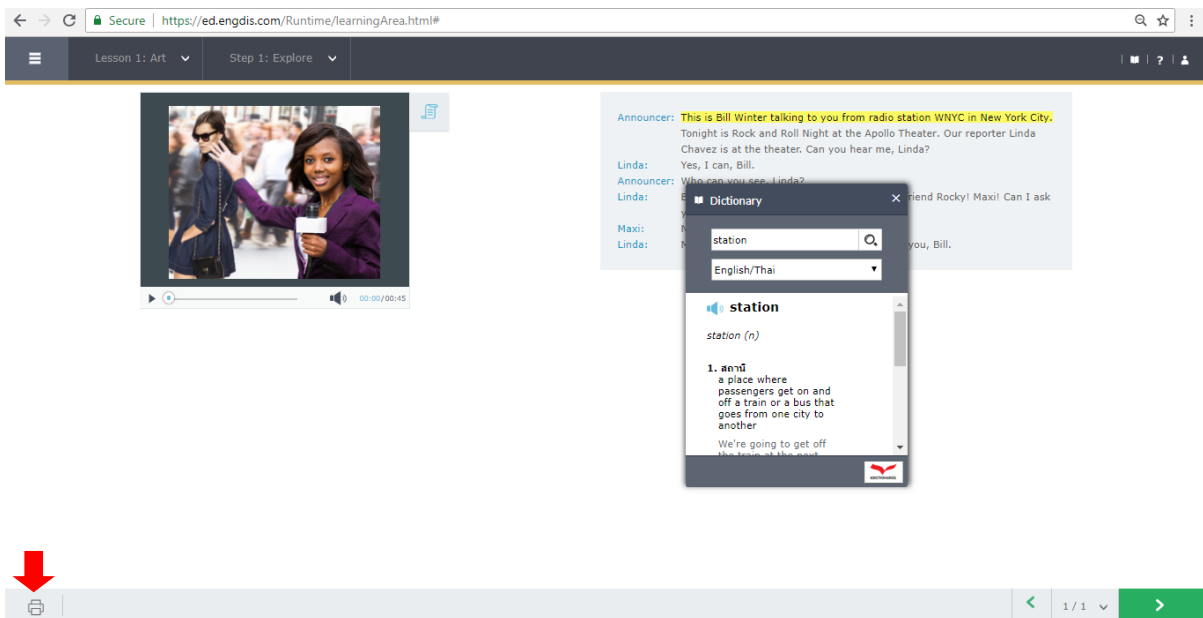 Secure | https://ed.engdis.com/Runtime/learningArea.html#
Lesson 1: Art
Step 1: Explore
?
Announcer: This is Bill Winter talking to you from radio station WNYC in New York City.
Tonight is Rock and Roll Night at the Apollo Theater. Our reporter Linda
Chavez is at the theater. Can you hear me, Linda?
Linda: Yes, I can, Bill.
Announcer: Who can you see, Linda?
Linda: riend Rocky! Maxi! Can I ask
Maxi:
Linda: you, Bill.
00:00/00:45
Dictionary
station
English/Thai
station
station (n)
1. สถานี
a place where
passengers get on and
off a train or a bus that
goes from one city to
another
We're going to get off
the train at the next
1 / 1